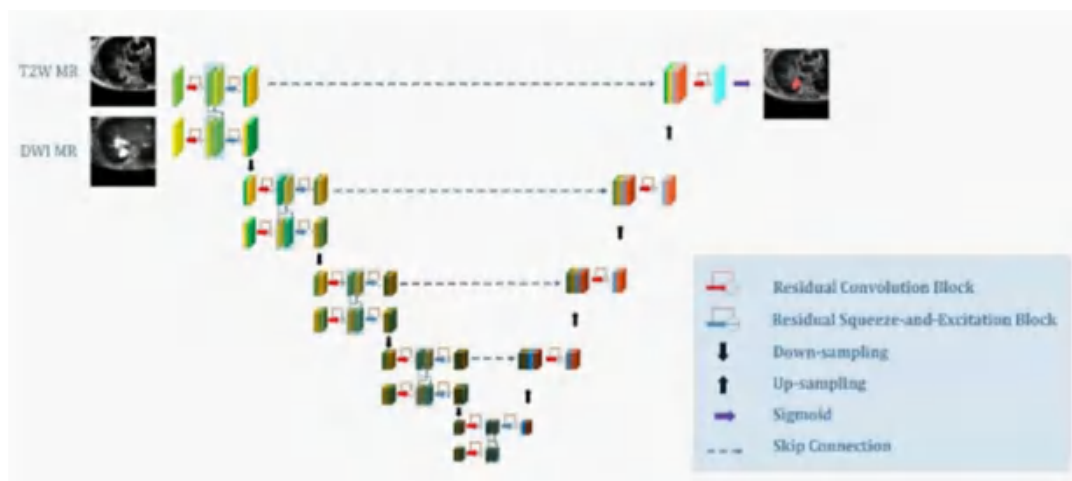 T2W MR
DWI MR
Residual Convolution Block
Residual Squeeze-and-Excitation Block
Down-sampling
Up-sampling
Sigmoid
Skip Connection